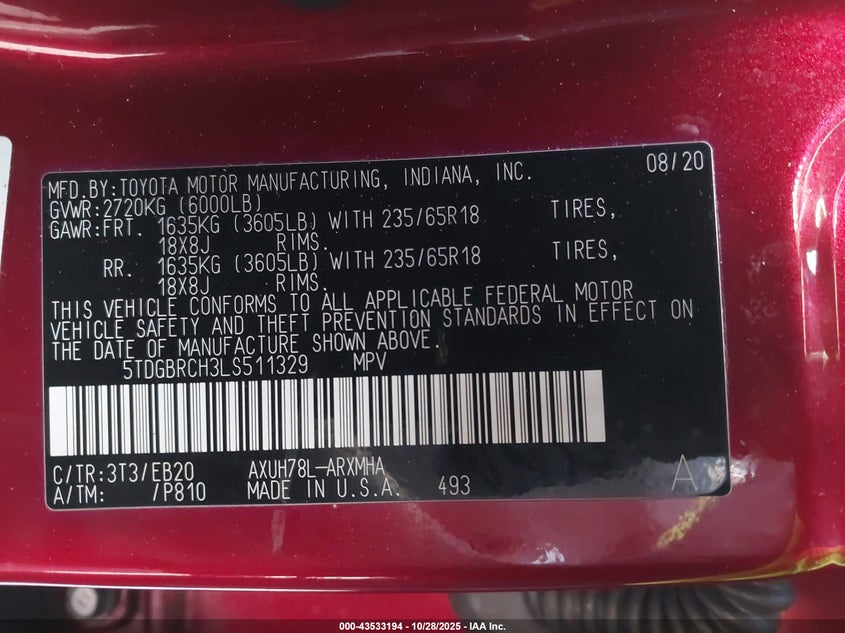 MFD.BY:TOYOTA MOTOR MANUFACTURING, INDIANA, INC. 08/20
GVWR:2720KG (6000LB)
GAWR:FRT. 1635KG (3605LB) WITH 235/65R18 TIRES,
18X8J RIMS.
RR. 1635KG (3605LB) WITH 235/65R18 TIRES,
18X8J RIMS.
THIS VEHICLE CONFORMS TO ALL APPLICABLE FEDERAL MOTOR
VEHICLE SAFETY AND THEFT PREVENTION STANDARDS IN EFFECT ON
THE DATE OF MANUFACTURE SHOWN ABOVE.
5TDGBRCH3LS511329 MPV
C/TR:3T3/EB20 AXUH78L-ARXMHA
A/TM: /P810 MADE IN U.S.A. 493 A
000-43533194 - 10/28/2025 - IAA Inc.